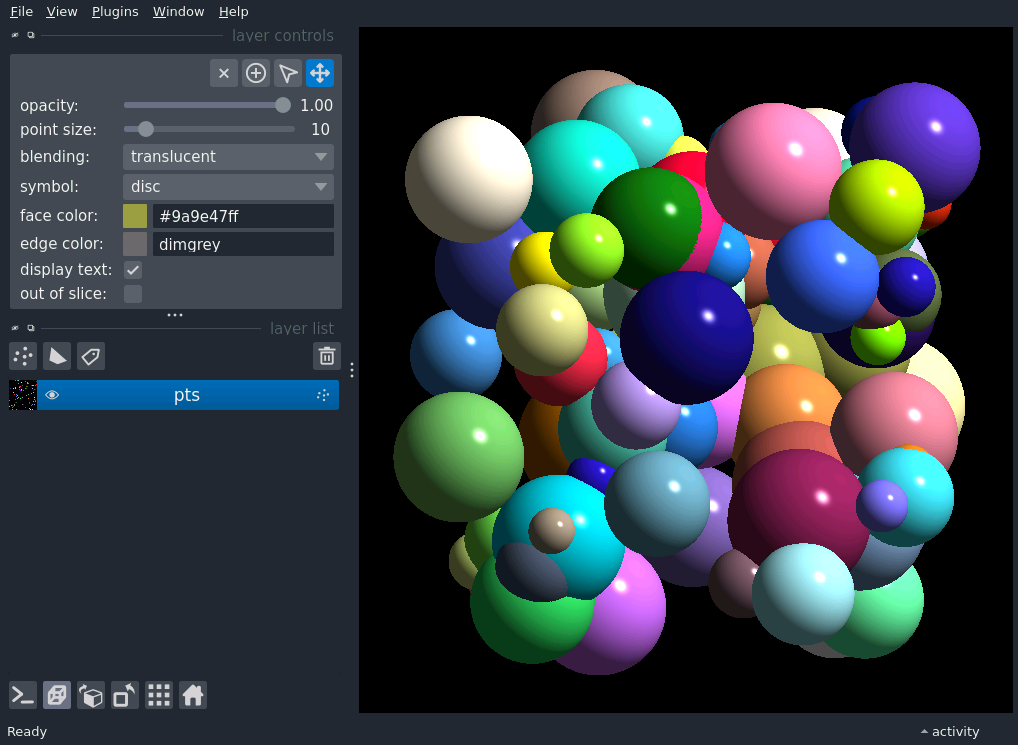 File View Plugins Window Help
layer controls
opacity: 1.00
point size: 10
blending: translucent
symbol: disc
face color: #9a9e47ff
edge color: dimgrey
display text:
out of slice:
layer list
pts
Ready
activity